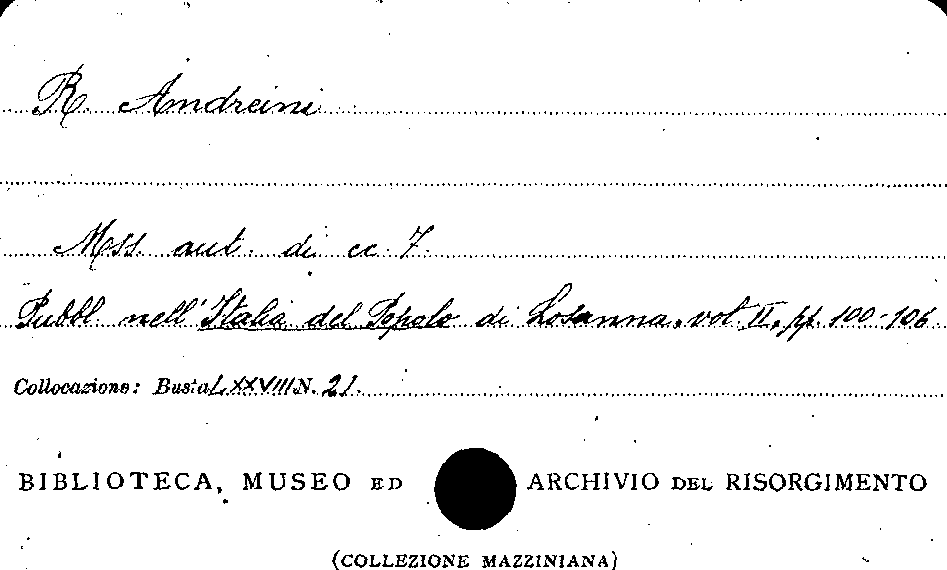 R. Andreini
Mss. aut. di cc. 7.
Pubbl. nell'Italia del Popolo di Losanna, vol. II, pp. 100-106
Collocazione: Busta LXXVIII N. 21.
BIBLIOTECA, MUSEO ED ARCHIVIO DEL RISORGIMENTO
(COLLEZIONE MAZZINIANA)